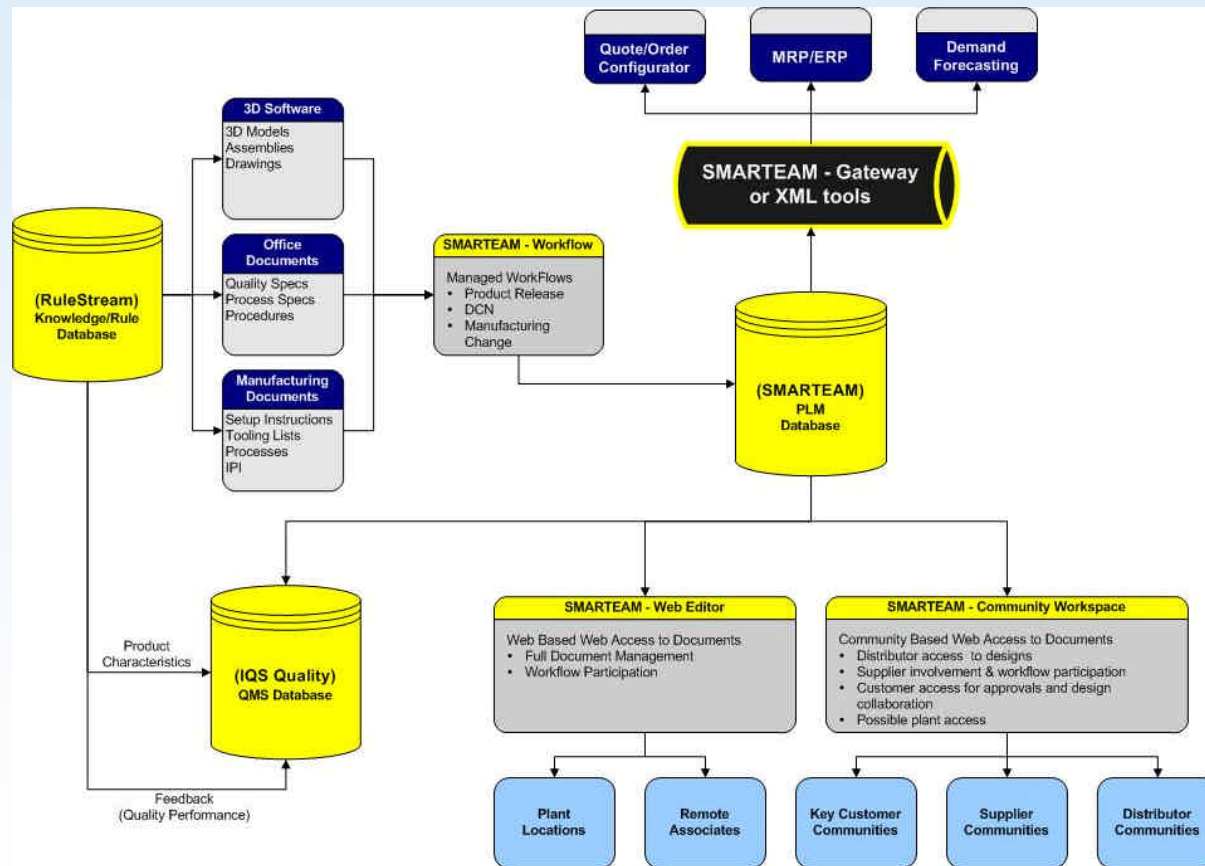 Quote/Order
Configurator
MRP/ERP
Demand
Forecasting
3D Software
3D Models
Assemblies
Drawings
SMARTEAM - Gateway
or XML tools
Office
Documents
Quality Specs
Process Specs
Procedures
SMARTEAM - Workflow
Managed WorkFlows
• Product Release
• DCN
• Manufacturing
Change
(RuleStream)
Knowledge/Rule
Database
Manufacturing
Documents
Setup Instructions
Tooling Lists
Processes
IPI
(SMARTEAM)
PLM
Database
Product
Characteristics
(IQS Quality)
QMS Database
Feedback
(Quality Performance)
SMARTEAM - Web Editor
Web Based Web Access to Documents
• Full Document Management
• Workflow Participation
SMARTEAM - Community Workspace
Community Based Web Access to Documents
• Distributor access to designs
• Supplier involvement & workflow participation
• Customer access for approvals and design
collaboration
• Possible plant access
Plant
Locations
Remote
Associates
Key Customer
Communities
Supplier
Communities
Distributor
Communities